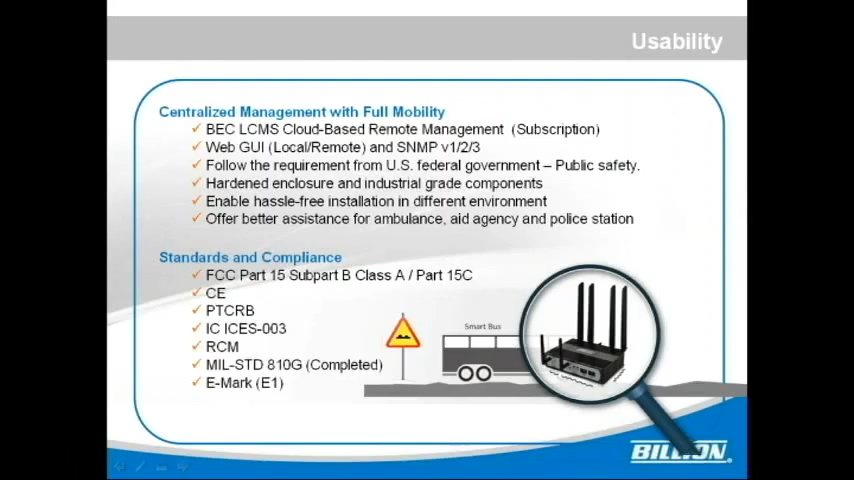 Usability
Centralized Management with Full Mobility
✓ BEC LCMS Cloud-Based Remote Management (Subscription)
✓ Web GUI (Local/Remote) and SNMP v1/2/3
✓ Follow the requirement from U.S. federal government – Public safety.
✓ Hardened enclosure and industrial grade components
✓ Enable hassle-free installation in different environment
✓ Offer better assistance for ambulance, aid agency and police station
Standards and Compliance
✓ FCC Part 15 Subpart B Class A / Part 15C
✓ CE
✓ PTCRB
✓ IC ICES-003
✓ RCM
✓ MIL-STD 810G (Completed)
✓ E-Mark (E1)
Smart Bus
BILLION